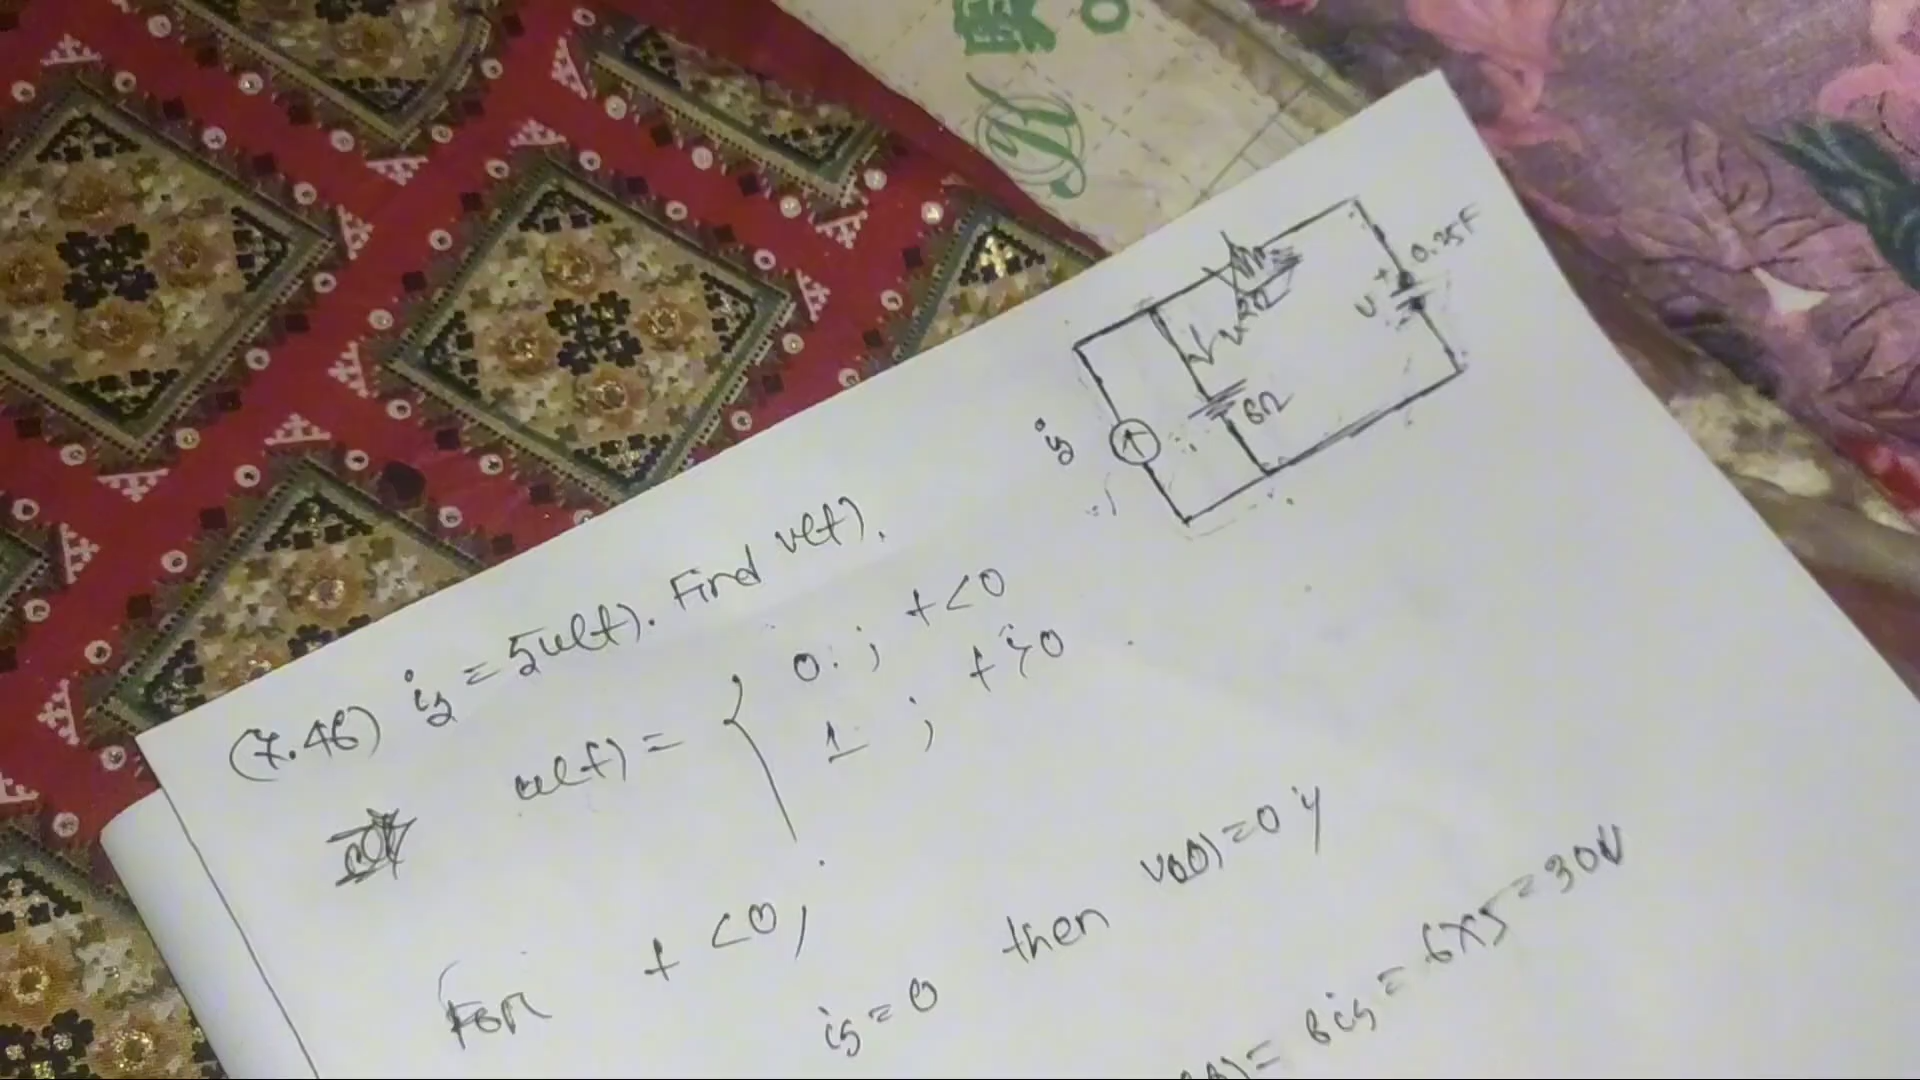 0.25F
v +
2Ω
6Ω
is
(7.46) is = 5u(t). Find v(t).
u(t) = { 0 ; t<0
1 ; t>0
For t <0,
is = 0 then v(0) = 0 V
= 6is = 6×5 = 30V